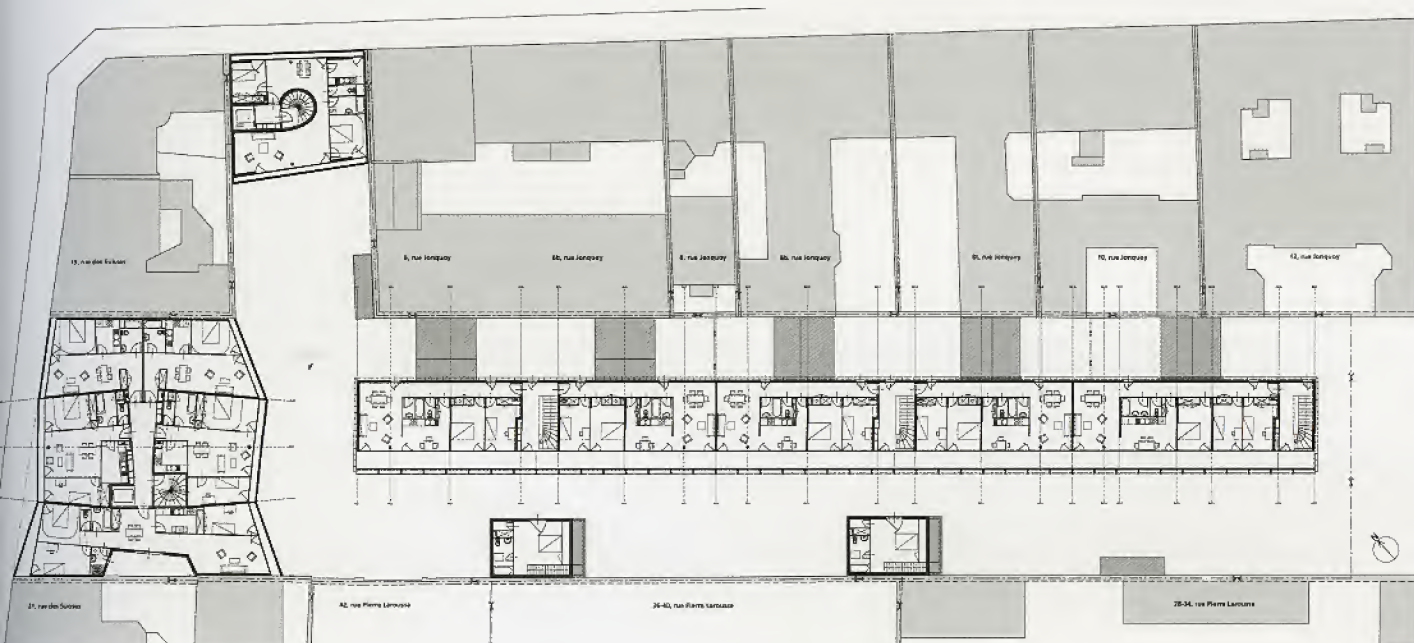 15, rue des Suisses
6, rue Jonquoy
6b, rue Jonquoy
8, rue Jonquoy
8b, rue Jonquoy
10, rue Jonquoy
12, rue Jonquoy
21, rue des Suisses
42, rue Pierre Larousse
36-40, rue Pierre Larousse
28-34, rue Pierre Larousse